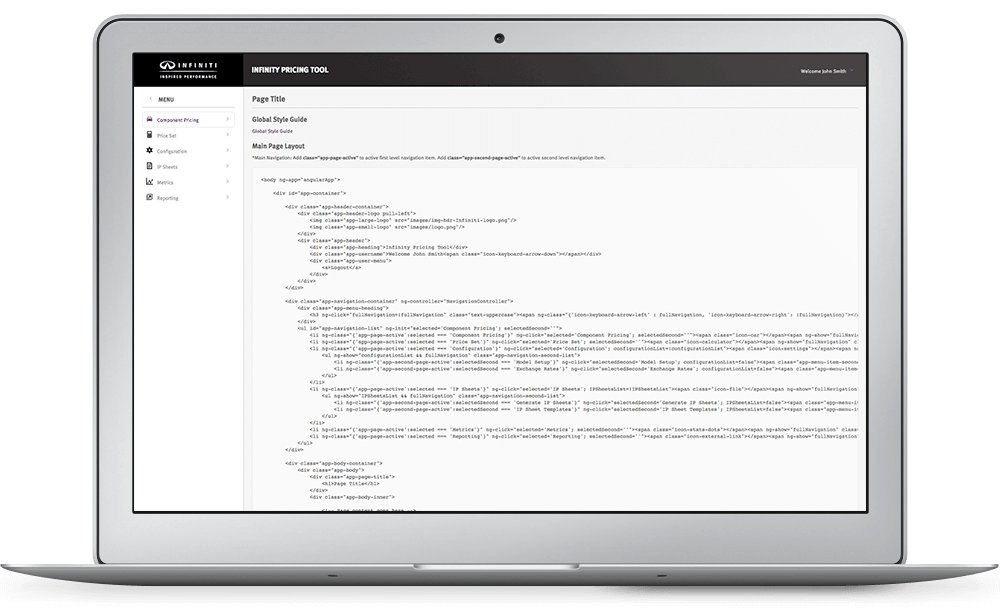 INFINITI
INSPIRED PERFORMANCE
INFINITY PRICING TOOL
Welcome John Smith
MENU
Component Pricing
Price Set
Configuration
IP Sheets
Metrics
Reporting
Page Title
Global Style Guide
Global Style Guide
Main Page Layout
*Main Navigation: Add class="app-page-active" to active first level navigation item. Add class="app-second-page-active" to active second level navigation item.
<body ng-app="angularApp">
<div id="app-container">
<div class="app-header-container">
<div class="app-header-logo pull-left">
<img class="app-large-logo" src="images/img-hdr-Infiniti-logo.png"/>
<img class="app-small-logo" src="images/logo.png"/>
</div>
<div class="app-header">
<div class="app-heading">Infinity Pricing Tool</div>
<div class="app-username">Welcome John Smith<span class="icon-keyboard-arrow-down"></span></div>
<div class="app-user-menu">
<a>Logout</a>
</div>
</div>
</div>
<div class="app-navigation-container" ng-controller="NavigationController">
<div class="app-menu-heading">
<h3 ng-click="fullNavigation=!fullNavigation" class="text-uppercase"><span ng-class="{'icon-keyboard-arrow-left' : fullNavigation, 'icon-keyboard-arrow-right' : !fullNavigation}"></
</div>
<ul id="app-navigation-list" ng-init="selected='Component Pricing'; selectedSecond=''">
<li ng-class="{'app-page-active':selected === 'Component Pricing'}" ng-click="selected='Component Pricing'; selectedSecond=''"><span class="icon-car"></span><span ng-show="fullNavi
<li ng-class="{'app-page-active':selected === 'Price Set'}" ng-click="selected='Price Set'; selectedSecond=''"><span class="icon-calculator"></span><span ng-show="fullNavigation" c
<li ng-class="{'app-page-active':selected === 'Configuration'}" ng-click="selected='Configuration'; configurationList=!configurationList"><span class="icon-settings"></span><span n
<ul ng-show="configurationList && fullNavigation" class="app-navigation-second-list">
<li ng-class="{'app-second-page-active':selectedSecond === 'Model Setup'}" ng-click="selectedSecond='Model Setup'; configurationList=false"><span class="app-menu-item-seco
<li ng-class="{'app-second-page-active':selectedSecond === 'Exchange Rates'}" ng-click="selectedSecond='Exchange Rates'; configurationList=false"><span class="app-menu-item
</ul>
</li>
<li ng-class="{'app-page-active':selected === 'IP Sheets'}" ng-click="selected='IP Sheets'; IPSheetsList=!IPSheetsList"><span class="icon-file"></span><span ng-show="fullNavigation
<ul ng-show="IPSheetsList && fullNavigation" class="app-navigation-second-list">
<li ng-class="{'app-second-page-active':selectedSecond === 'Generate IP Sheets'}" ng-click="selectedSecond='Generate IP Sheets'; IPSheetsList=false"><span class="app-menu-i
<li ng-class="{'app-second-page-active':selectedSecond === 'IP Sheet Templates'}" ng-click="selectedSecond='IP Sheet Templates'; IPSheetsList=false"><span class="app-menu-i
</ul>
</li>
<li ng-class="{'app-page-active':selected === 'Metrics'}" ng-click="selected='Metrix'; selectedSecond=''"><span class="icon-stats-dots"></span><span ng-show="fullNavigation" class=
<li ng-class="{'app-page-active':selected === 'Reporting'}" ng-click="selected='Reporting'; selectedSecond=''"><span class="icon-external-link"></span><span ng-show="fullNavigation
</ul>
</div>
<div class="app-body-container">
<div class="app-body">
<div class="app-page-title">
<h1>Page Title</h1>
</div>
<div class="app-body-inner">